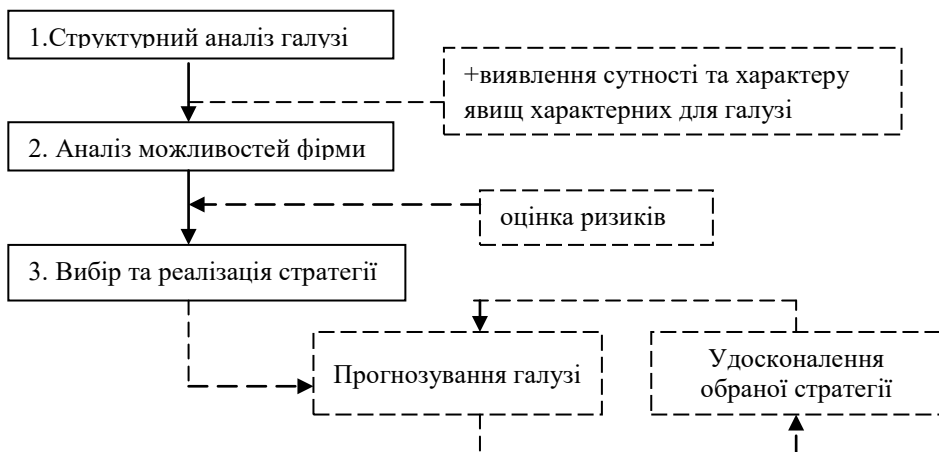 1.Структурний аналіз галузі
+виявлення сутності та характеру
явищ характерних для галузі
2. Аналіз можливостей фірми
оцінка ризиків
3. Вибір та реалізація стратегії
Прогнозування галузі
Удосконалення
обраної стратегії